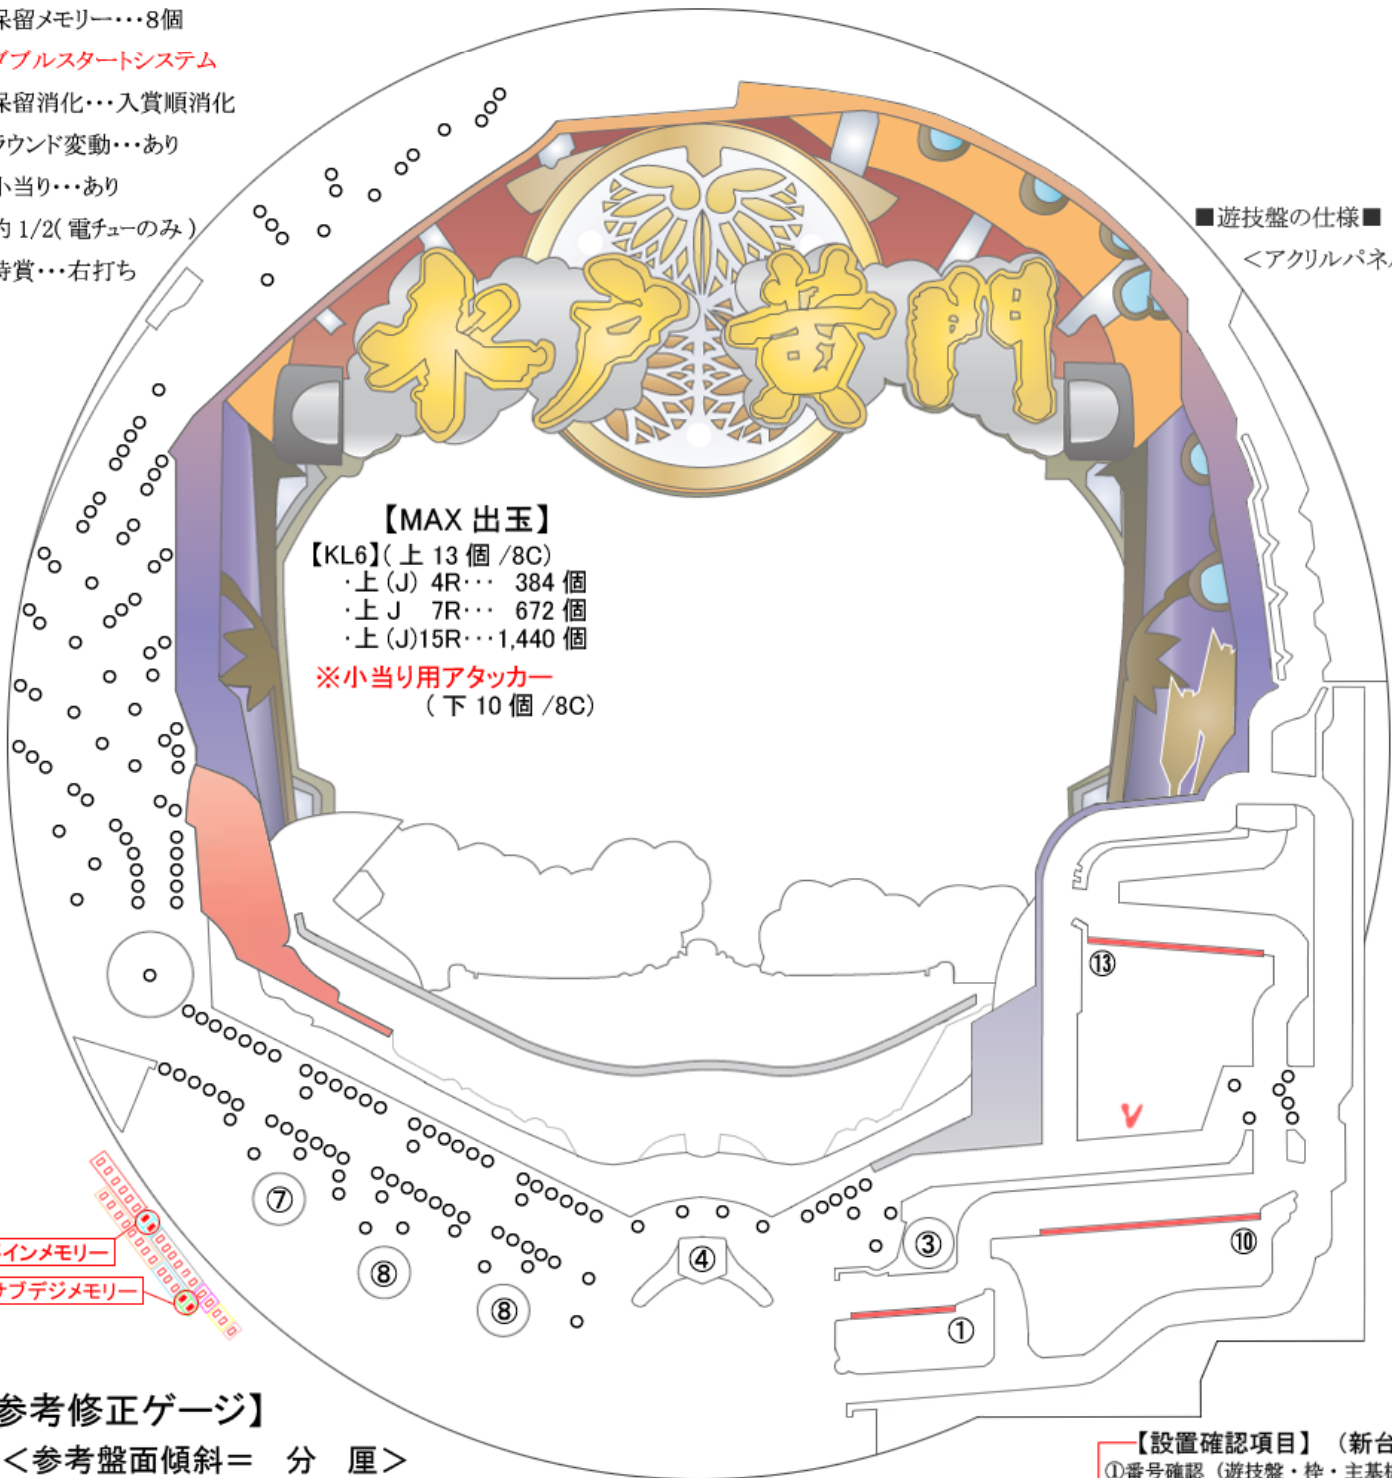 保留メモリー・・・8個
ダブルスタートシステム
保留消化・・・入賞順消化
ラウンド変動・・・あり
小当り・・・あり
約 1/2( 電チューのみ )
時賞・・・右打ち
■遊技盤の仕様■
＜アクリルパネル
水戸黄門
【MAX 出玉】
【KL6】( 上 13 個 /8C)
・上 (J) 4R・・・ 384 個
・上 J 7R・・・ 672 個
・上 (J)15R・・・1,440 個
※小当り用アタッカー
( 下 10 個 /8C)
⑬
V
⑦
③
④
⑩
⑧
⑧
①
インメモリー
サブデジメモリー
参考修正ゲージ】
＜参考盤面傾斜＝ 分 厘＞
【設置確認項目】 （新台
①番号確認（遊技盤・枠・主基板